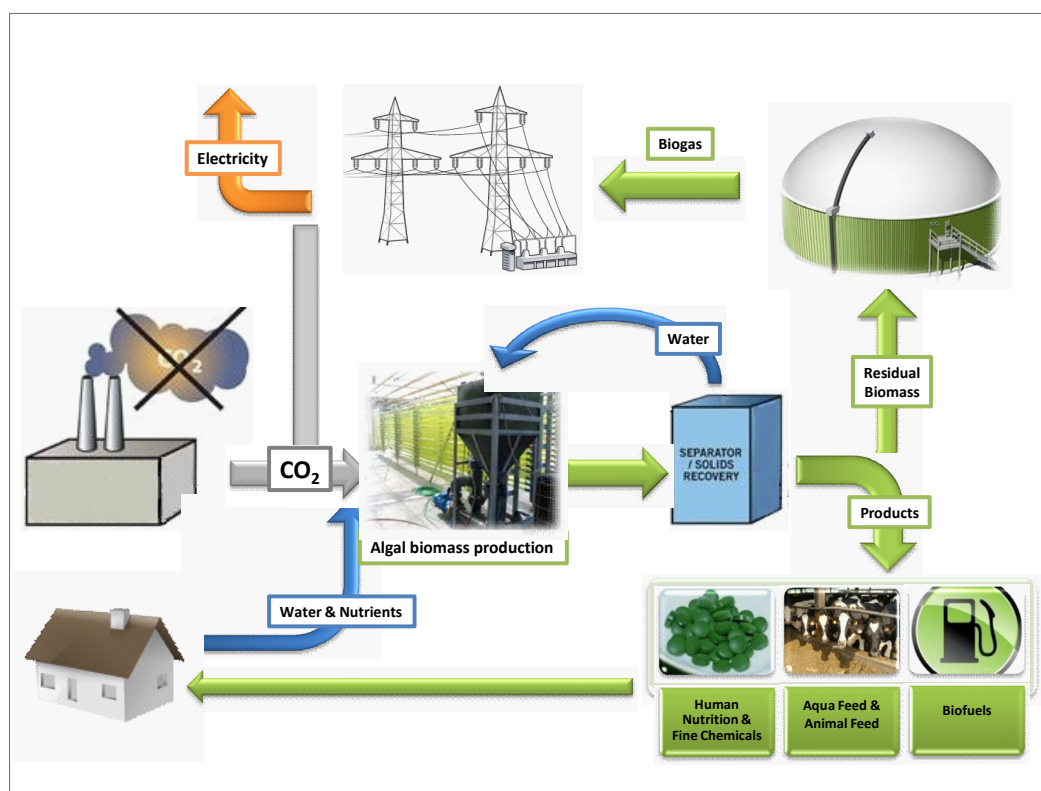 Biogas
Electricity
CO2
Water
Residual
Biomass
SEPARATOR
/ SOLIDS
RECOVERY
CO2
Products
Algal biomass production
Water & Nutrients
Human
Nutrition &
Fine Chemicals
Aqua Feed &
Animal Feed
Biofuels